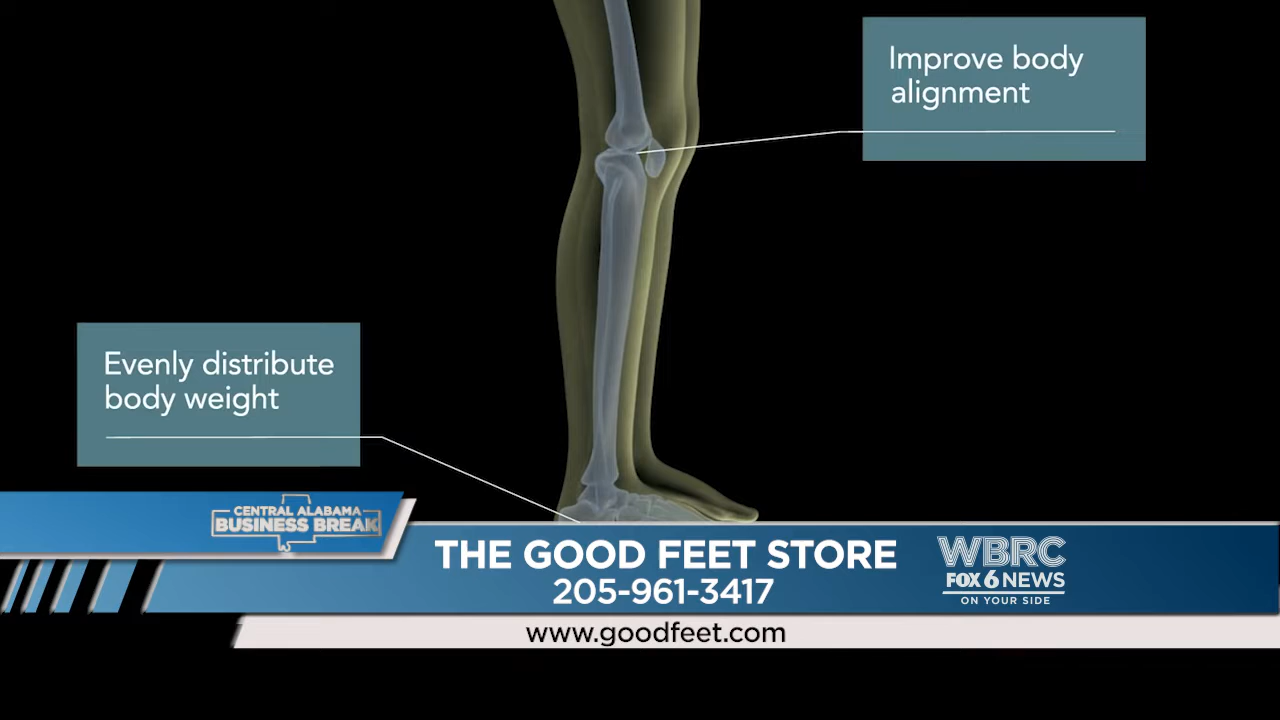 Improve body
alignment
Evenly distribute
body weight
CENTRAL ALABAMA
BUSINESS BREAK
THE GOOD FEET STORE
205-961-3417
WBRC
FOX 6 NEWS
ON YOUR SIDE
www.goodfeet.com